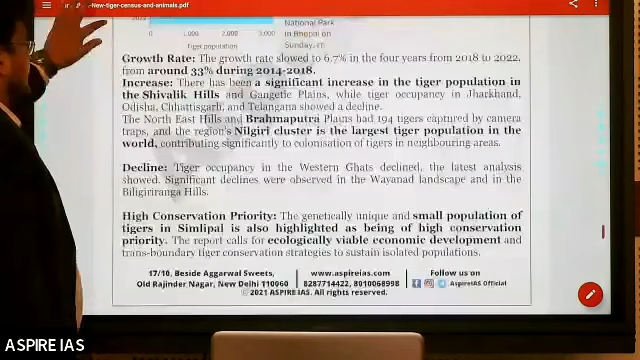 -New-tiger-census-and-animals.pdf
2022
0
1,000
2,000
3,000
Tiger population
National Park
in Bhopal on
Sunday.
Growth Rate: The growth rate slowed to 6.7% in the four years from 2018 to 2022,
from around 33% during 2014-2018.
Increase: There has been a significant increase in the tiger population in
the Shivalik Hills and Gangetic Plains, while tiger occupancy in Jharkhand,
Odisha, Chhattisgarh, and Telangana showed a decline.
The North East Hills and Brahmaputra Plains had 194 tigers captured by camera
traps, and the region's Nilgiri cluster is the largest tiger population in the
world, contributing significantly to colonisation of tigers in neighbouring areas.
Decline: Tiger occupancy in the Western Ghats declined, the latest analysis
showed. Significant declines were observed in the Wayanad landscape and in the
Biligiriranga Hills.
High Conservation Priority: The genetically unique and small population of
tigers in Simlipal is also highlighted as being of high conservation
priority. The report calls for ecologically viable economic development and
trans-boundary tiger conservation strategies to sustain isolated populations.
17/10, Beside Aggarwal Sweets,
Old Rajinder Nagar, New Delhi 110060
www.aspireias.com
8287714422, 8010068998
Follow us on
AspireIAS Official
©2021 ASPIRE IAS. All rights reserved.
ASPIRE IAS